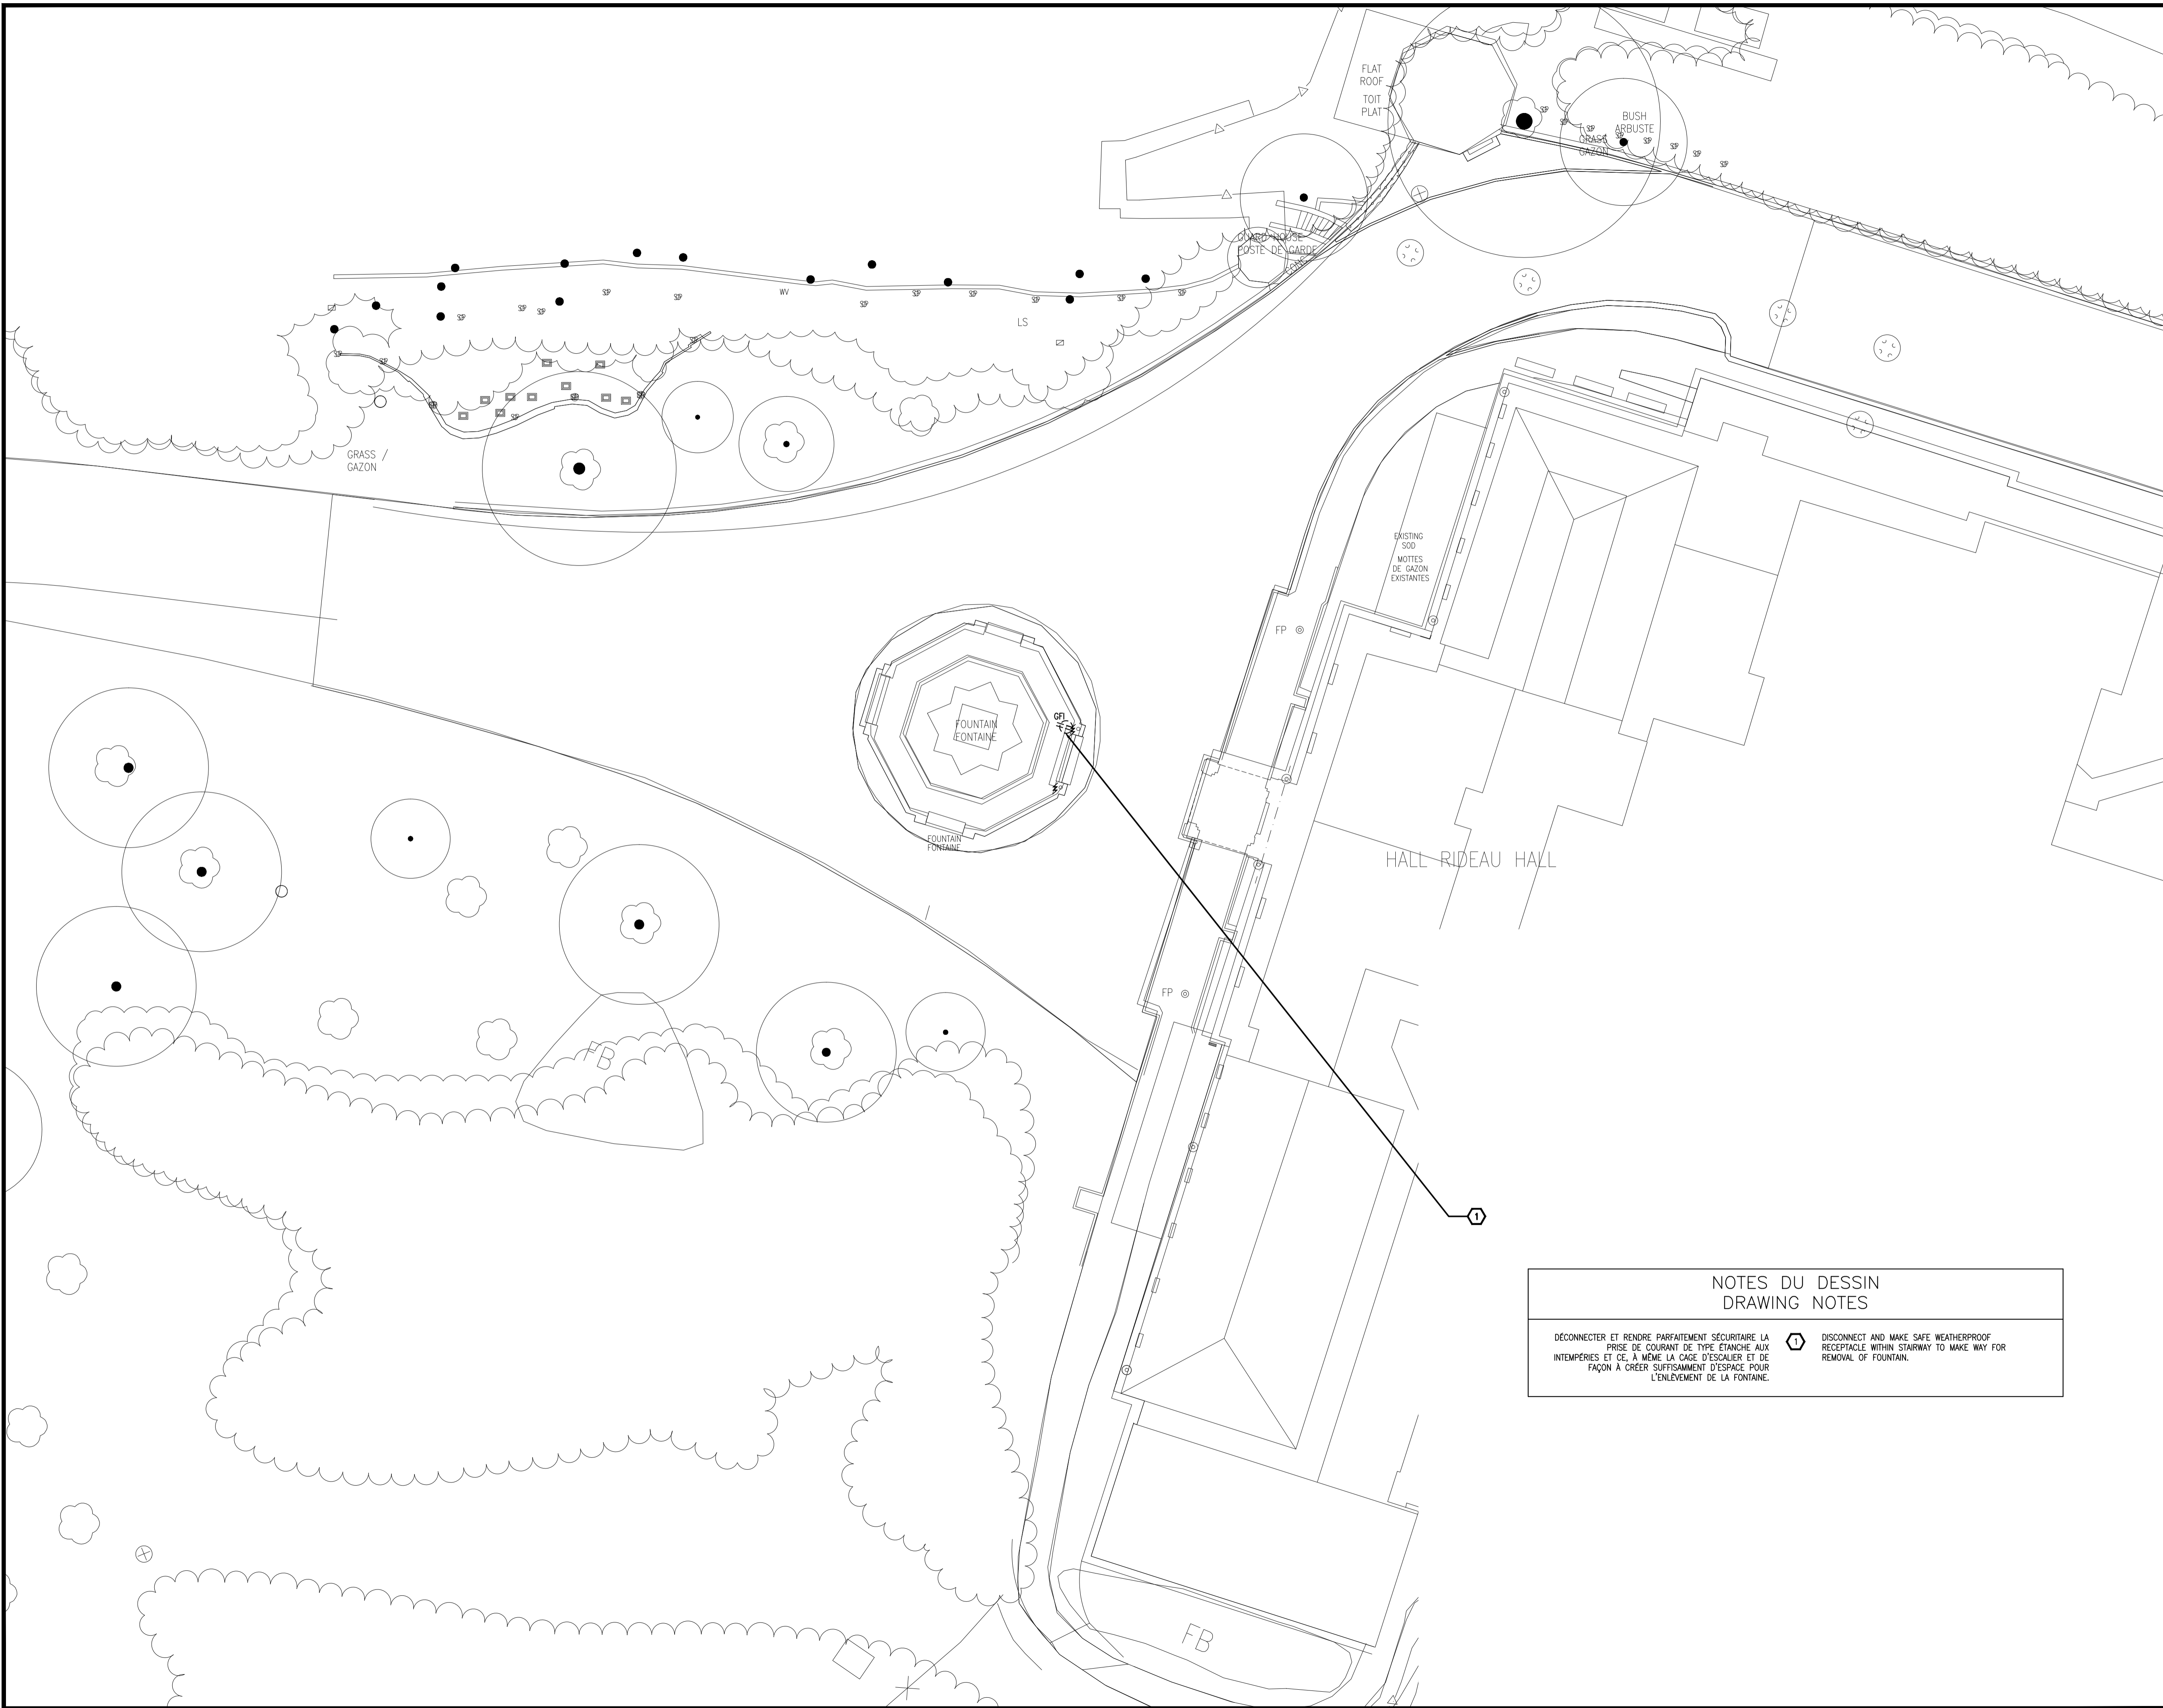 FLAT
ROOF
TOIT
PLAT
BUSH
ARBUSTE
GRASS
GAZON
GUARD HOUSE
POSTE DE GARDE
WV
LS
GRASS /
GAZON
EXISTING
SOD
MOTTES
DE GAZON
EXISTANTES
FP
GFI
FOUNTAIN
FONTAINE
FOUNTAIN
FONTAINE
HALL RIDEAU HALL
FP
FB
1
NOTES DU DESSIN
DRAWING NOTES
DÉCONNECTER ET RENDRE PARFAITEMENT SÉCURITAIRE LA
PRISE DE COURANT DE TYPE ÉTANCHE AUX
INTEMPÉRIES ET CE, À MÊME LA CAGE D'ESCALIER ET DE
FAÇON À CRÉER SUFFISAMMENT D'ESPACE POUR
L'ENLÈVEMENT DE LA FONTAINE.
1
DISCONNECT AND MAKE SAFE WEATHERPROOF
RECEPTACLE WITHIN STAIRWAY TO MAKE WAY FOR
REMOVAL OF FOUNTAIN.
FB